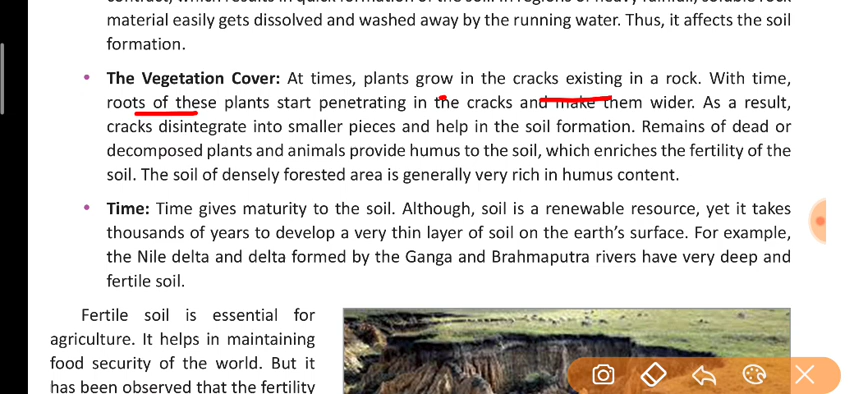 material easily gets dissolved and washed away by the running water. Thus, it affects the soil
formation.
• The Vegetation Cover: At times, plants grow in the cracks existing in a rock. With time,
roots of these plants start penetrating in the cracks and make them wider. As a result,
cracks disintegrate into smaller pieces and help in the soil formation. Remains of dead or
decomposed plants and animals provide humus to the soil, which enriches the fertility of the
soil. The soil of densely forested area is generally very rich in humus content.
• Time: Time gives maturity to the soil. Although, soil is a renewable resource, yet it takes
thousands of years to develop a very thin layer of soil on the earth's surface. For example,
the Nile delta and delta formed by the Ganga and Brahmaputra rivers have very deep and
fertile soil.
Fertile soil is essential for
agriculture. It helps in maintaining
food security of the world. But it
has been observed that the fertility